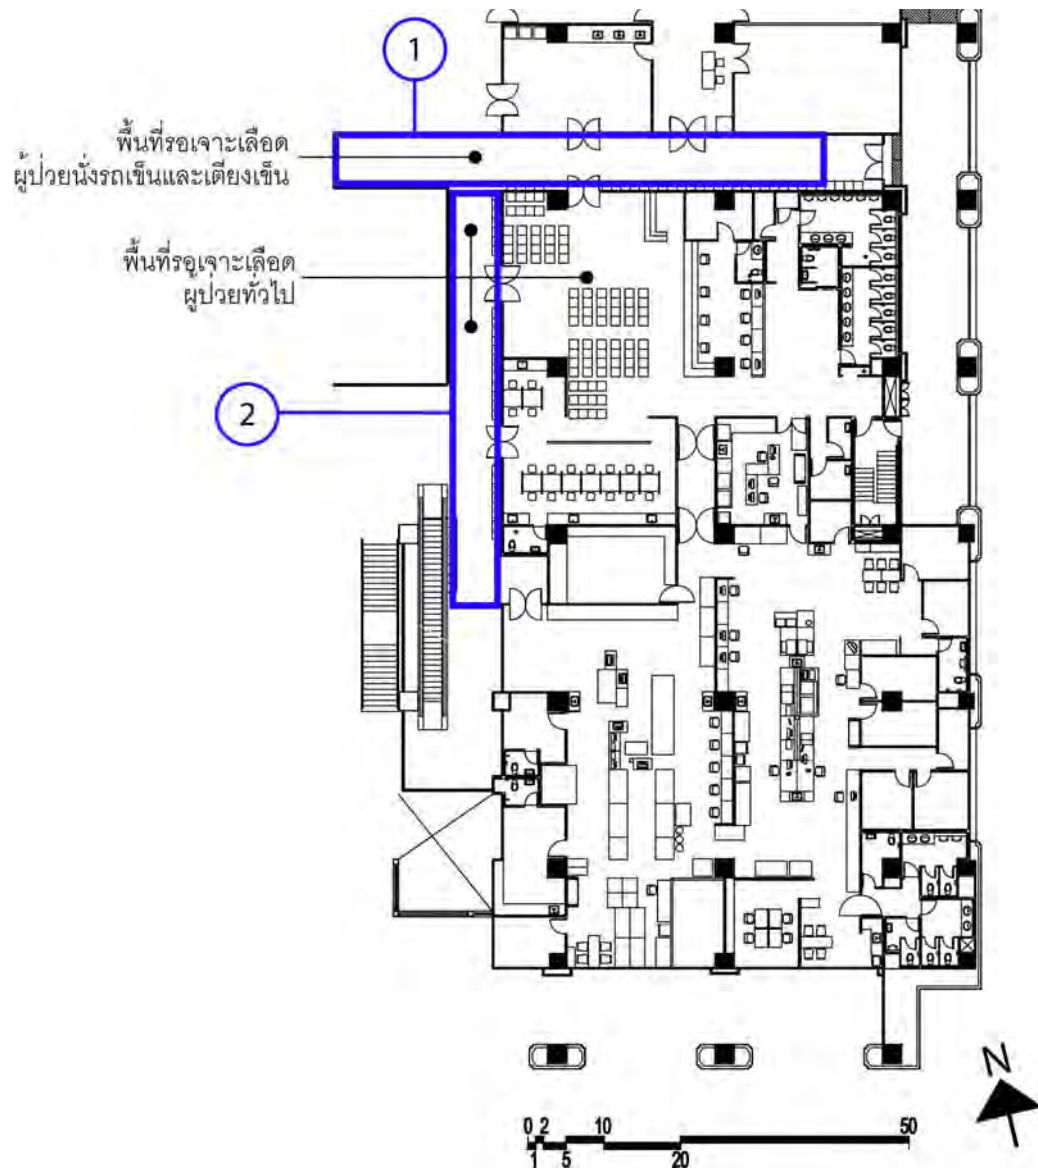 1
พื้นที่รอเจาะเลือด
ผู้ป่วยนั่งรถเข็นและเตียงเข็น
พื้นที่รอเจาะเลือด
ผู้ป่วยทั่วไป
2
N
0 2 10 50
1 5 20